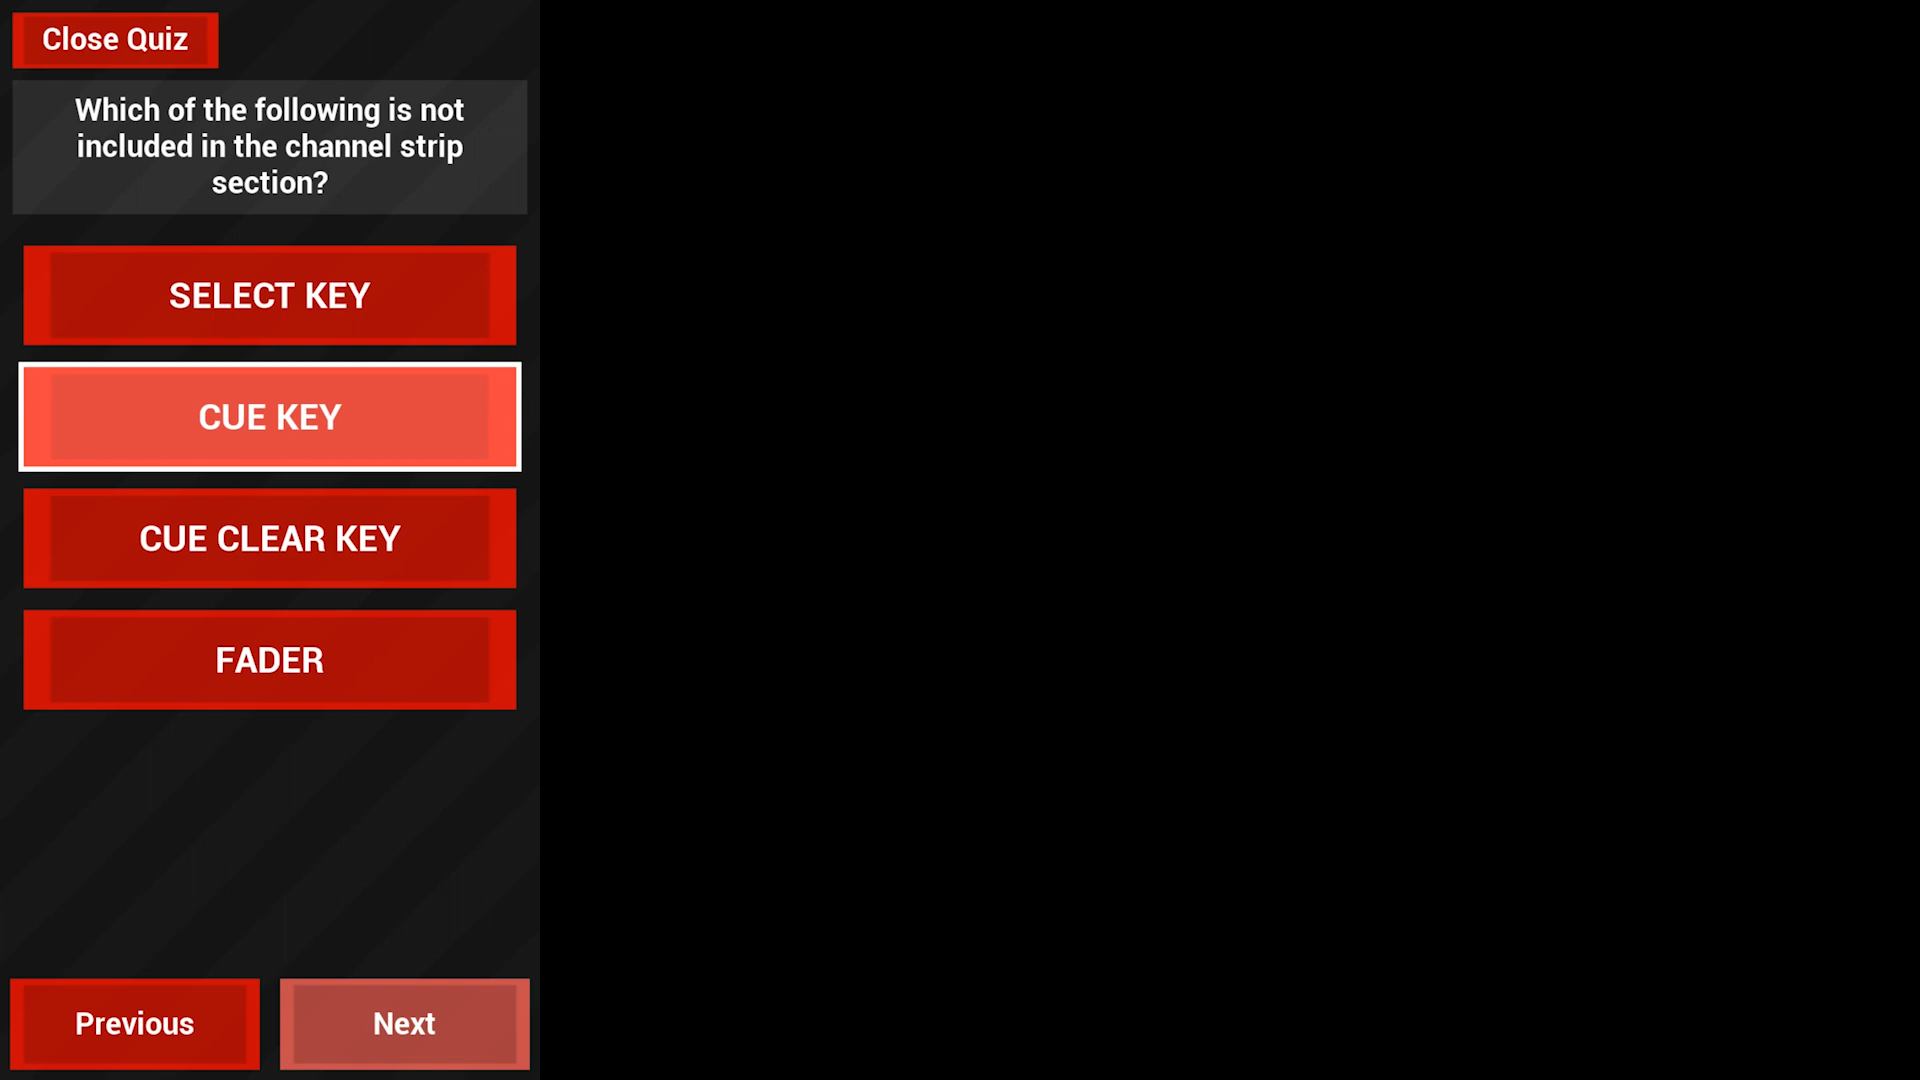 Close Quiz
Which of the following is not
included in the channel strip
section?
SELECT KEY
CUE KEY
CUE CLEAR KEY
FADER
Previous
Next